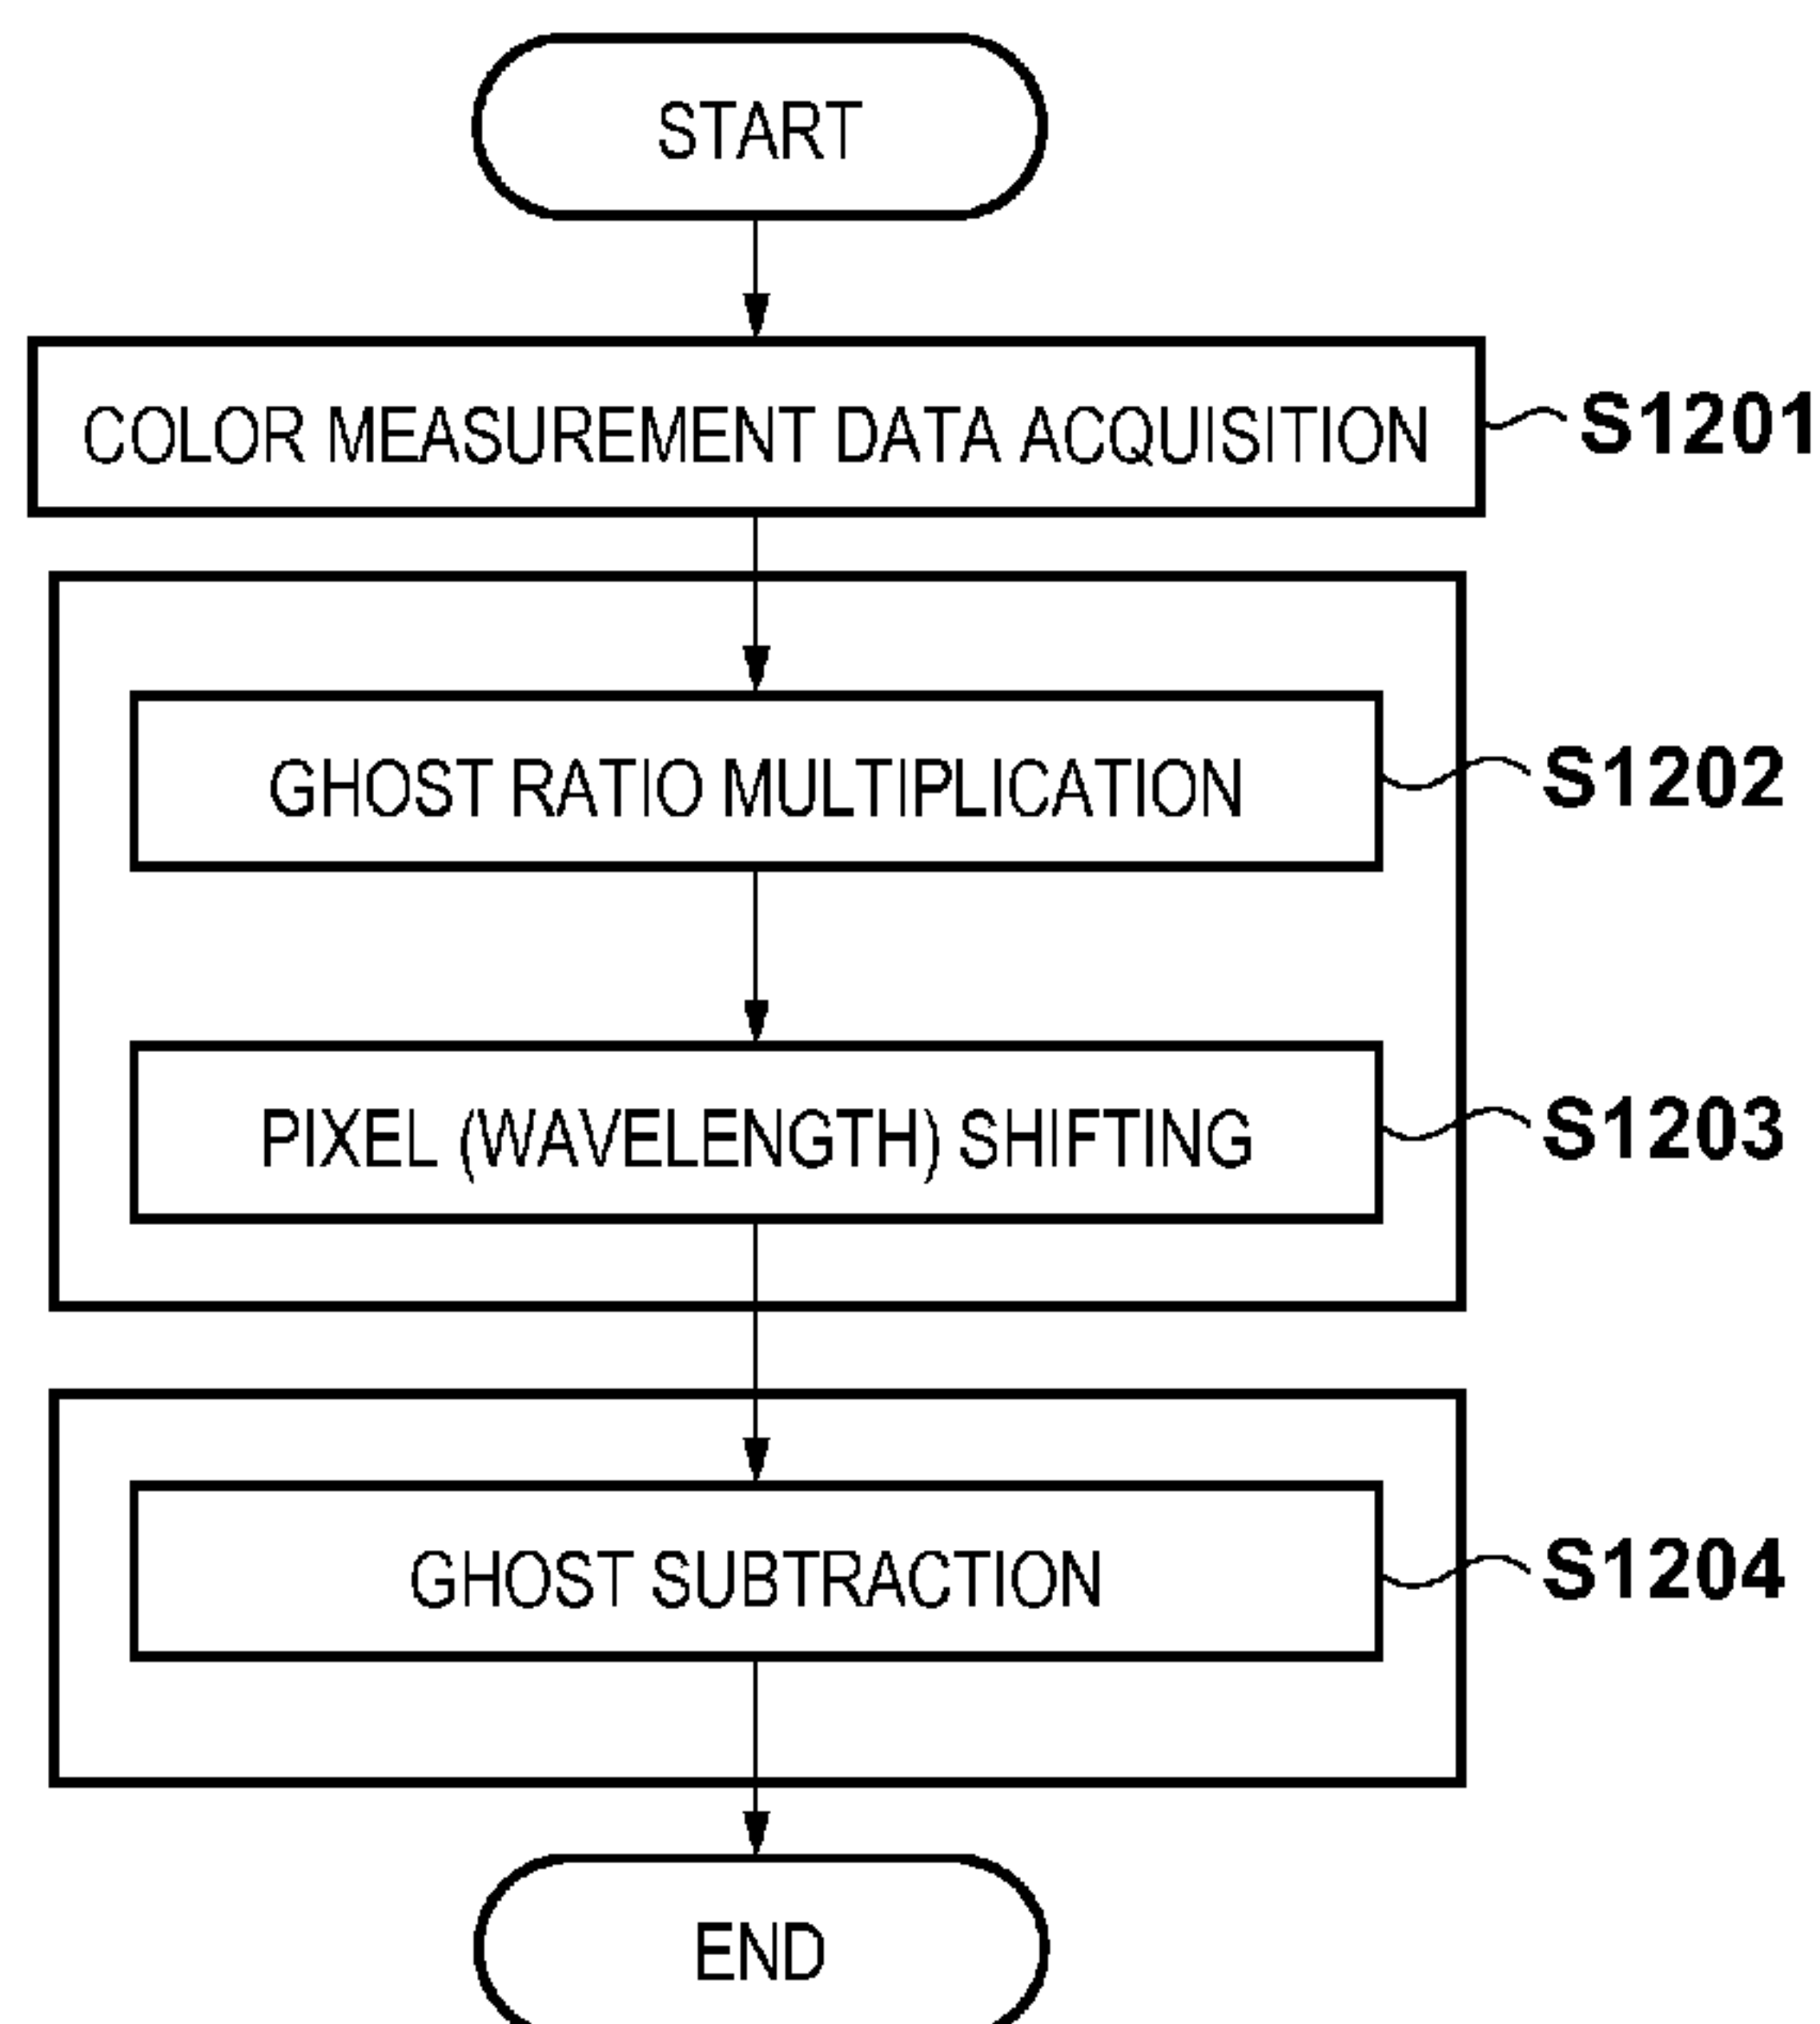 START
COLOR MEASUREMENT DATA ACQUISITION S1201
GHOST RATIO MULTIPLICATION S1202
PIXEL (WAVELENGTH) SHIFTING S1203
GHOST SUBTRACTION S1204
END